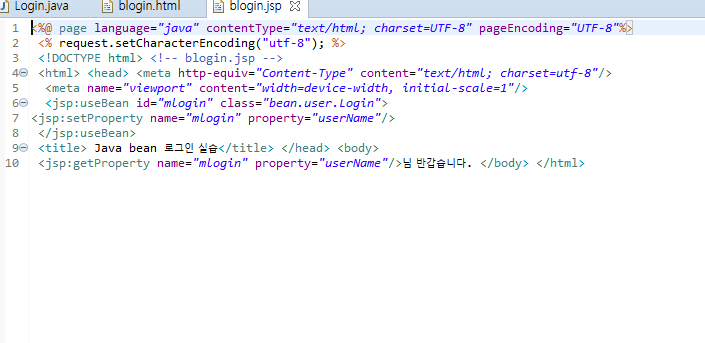 Login.java blogin.html blogin.jsp
1 <%@ page language="java" contentType="text/html; charset=UTF-8" pageEncoding="UTF-8"%>
2 <% request.setCharacterEncoding("utf-8"); %>
3 <!DOCTYPE html> <!-- blogin.jsp -->
4 <html> <head> <meta http-equiv="Content-Type" content="text/html; charset=utf-8"/>
5 <meta name="viewport" content="width=device-width, initial-scale=1"/>
6 <jsp:useBean id="mlogin" class="bean.user.Login">
7 <jsp:setProperty name="mlogin" property="userName"/>
8 </jsp:useBean>
9 <title> Java bean 로그인 실습</title> </head> <body>
10 <jsp:getProperty name="mlogin" property="userName"/>님 반갑습니다. </body> </html>